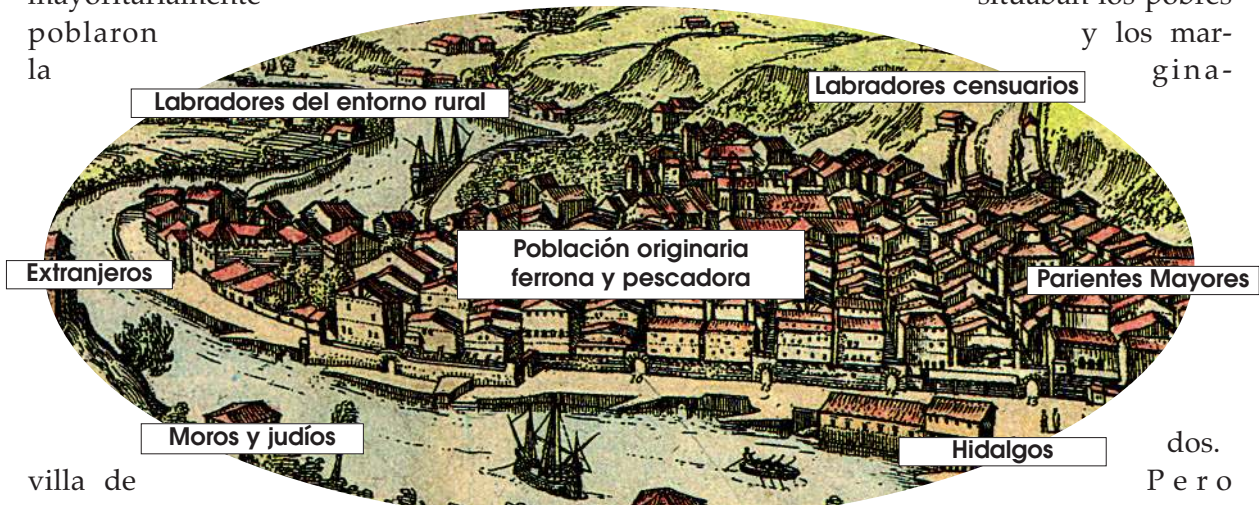 mayoritariamente
poblaron
la
villa de
situaban los pobres
y los mar-
gina-
dos.
Pero
Labradores del entorno rural
Labradores censuarios
Población originaria
ferrona y pescadora
Extranjeros
Parientes Mayores
Moros y judíos
Hidalgos